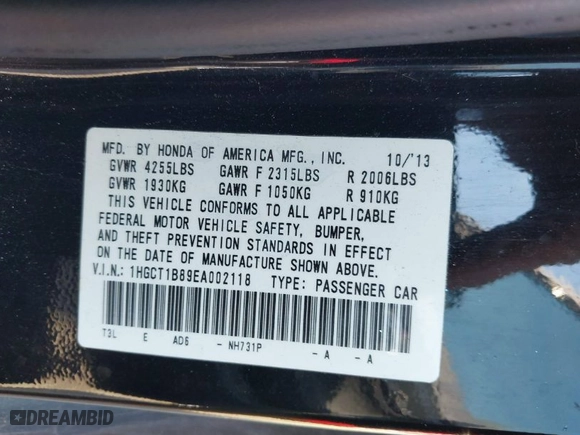 MFD. BY HONDA OF AMERICA MFG., INC. 10/'13
GVWR 4255LBS GAWR F 2315LBS R 2006LBS
GVWR 1930KG GAWR F 1050KG R 910KG
THIS VEHICLE CONFORMS TO ALL APPLICABLE
FEDERAL MOTOR VEHICLE SAFETY, BUMPER,
AND THEFT PREVENTION STANDARDS IN EFFECT
ON THE DATE OF MANUFACTURE SHOWN ABOVE.
V.I.N.: 1HGCT1B89EA002118 TYPE: PASSENGER CAR
T3L E AD6 - NH731P - A - A
DREAMBID